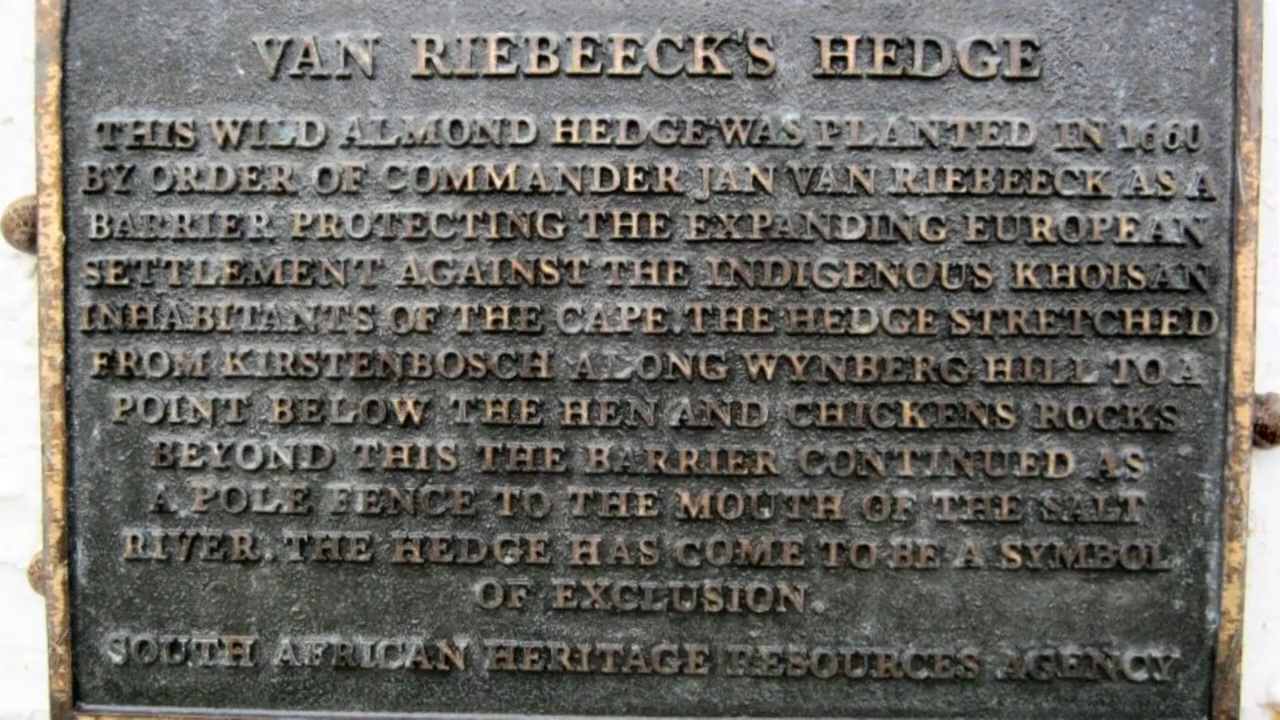 VAN RIEBEECK'S HEDGE
THIS WILD ALMOND HEDGE WAS PLANTED IN 1660
BY ORDER OF COMMANDER JAN VAN RIEBEECK AS A
BARRIER PROTECTING THE EXPANDING EUROPEAN
SETTLEMENT AGAINST THE INDIGENOUS KHOISAN
INHABITANTS OF THE CAPE. THE HEDGE STRETCHED
FROM KIRSTENBOSCH ALONG WYNBERG HILL TO A
POINT BELOW THE HEN AND CHICKENS ROCKS
BEYOND THIS THE BARRIER CONTINUED AS
A POLE FENCE TO THE MOUTH OF THE SALT
RIVER. THE HEDGE HAS COME TO BE A SYMBOL
OF EXCLUSION.
SOUTH AFRICAN HERITAGE RESOURCES AGENCY